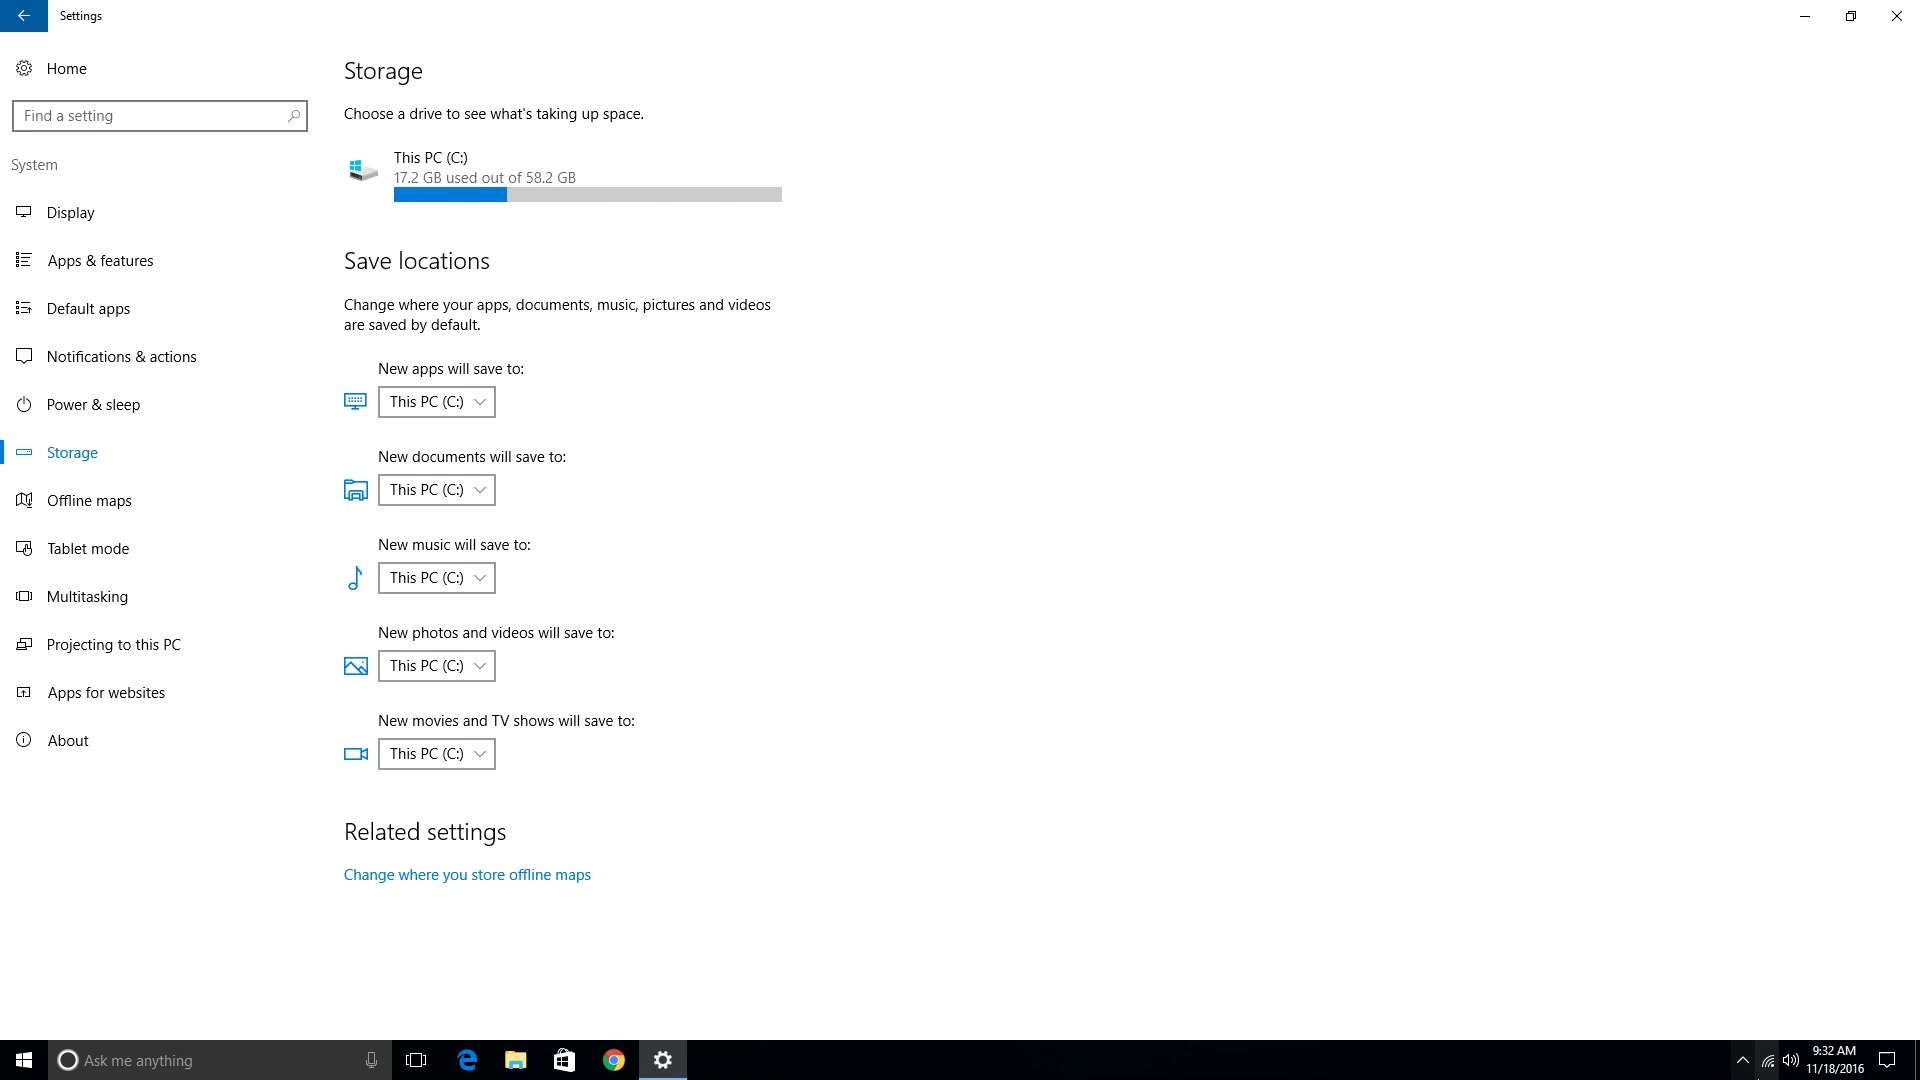 Settings
Home
Find a setting
System
Display
Apps & features
Default apps
Notifications & actions
Power & sleep
Storage
Offline maps
Tablet mode
Multitasking
Projecting to this PC
Apps for websites
About
Storage
Choose a drive to see what's taking up space.
This PC (C:)
17.2 GB used out of 58.2 GB
Save locations
Change where your apps, documents, music, pictures and videos
are saved by default.
New apps will save to:
This PC (C:)
New documents will save to:
This PC (C:)
New music will save to:
This PC (C:)
New photos and videos will save to:
This PC (C:)
New movies and TV shows will save to:
This PC (C:)
Related settings
Change where you store offline maps
Ask me anything
9:32 AM
11/18/2016